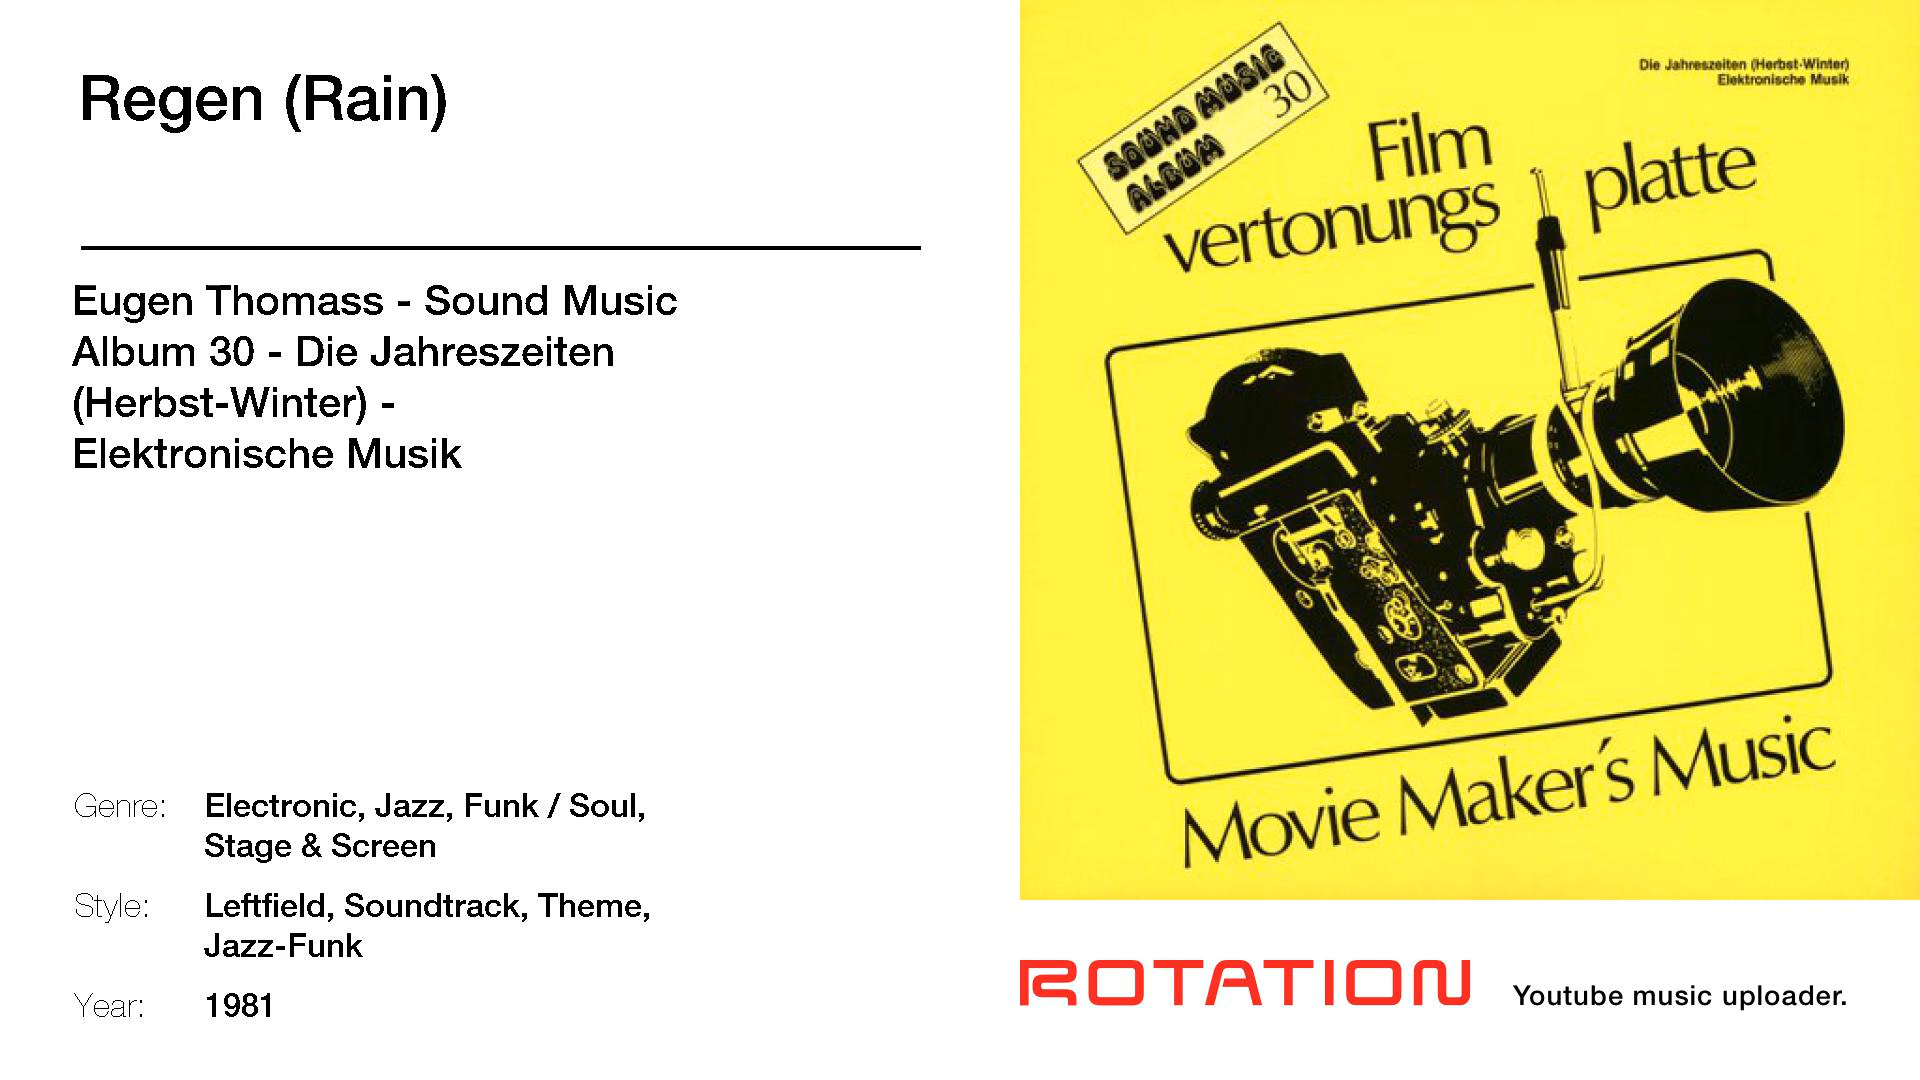 Regen (Rain)
Eugen Thomass - Sound Music
Album 30 - Die Jahreszeiten
(Herbst-Winter) -
Elektronische Musik
Genre: Electronic, Jazz, Funk / Soul,
Stage & Screen
Style: Leftfield, Soundtrack, Theme,
Jazz-Funk
Year: 1981
SOUND MUSIC
ALBUM 30
Die Jahreszeiten (Herbst-Winter)
Elektronische Musik
Film
vertonungs platte
Movie Maker´s Music
ROTATION Youtube music uploader.